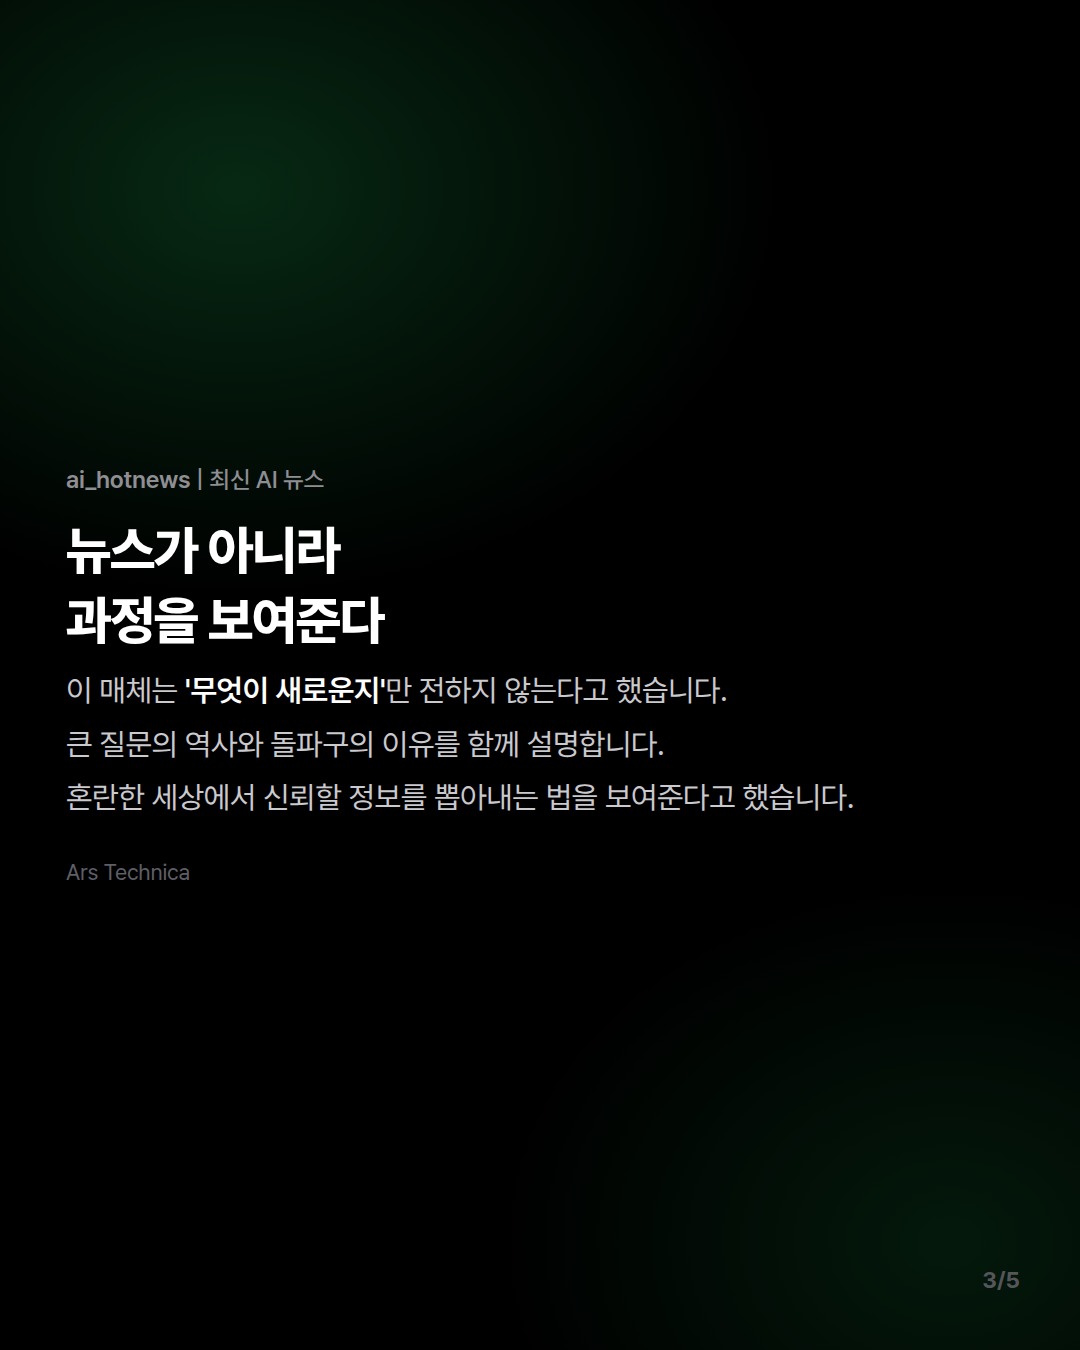 ai_hotnews | 최신 AI 뉴스
뉴스가 아니라
과정을 보여준다
이 매체는 '무엇이 새로운지'만 전하지 않는다고 했습니다.
큰 질문의 역사와 돌파구의 이유를 함께 설명합니다.
혼란한 세상에서 신뢰할 정보를 뽑아내는 법을 보여준다고 했습니다.
Ars Technica
3/5